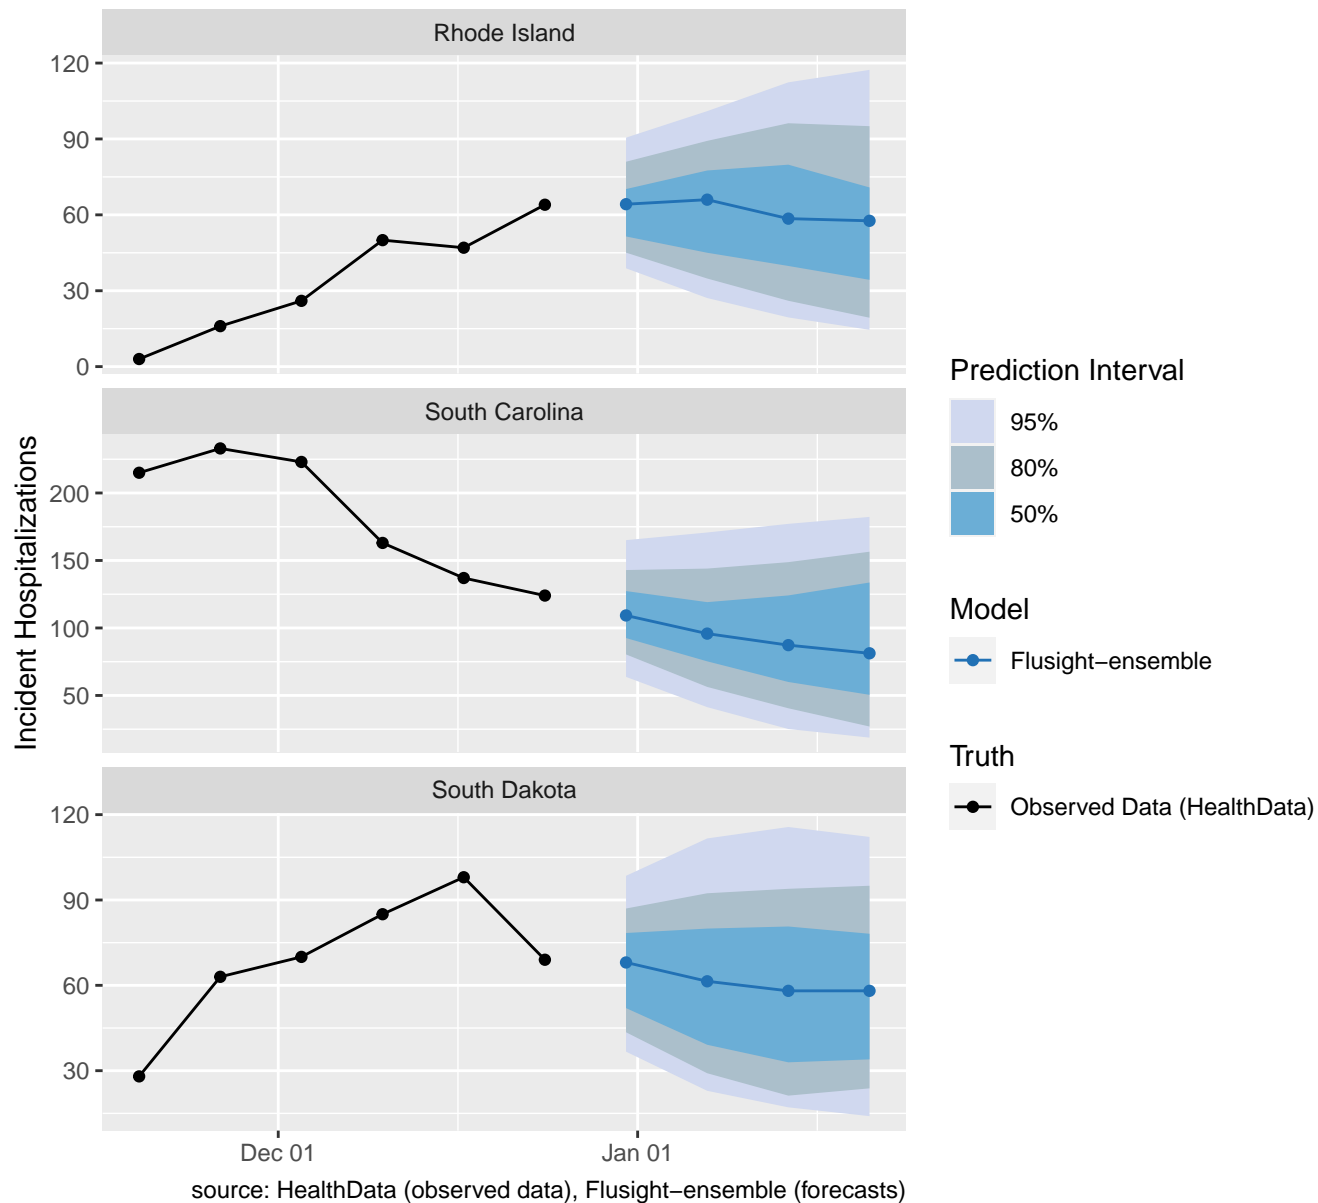 Rhode Island
120
90
60
30
0
South Carolina
200
150
100
50
South Dakota
120
90
60
30
Dec 01
Jan 01
Incident Hospitalizations
source: HealthData (observed data), Flusight−ensemble (forecasts)
Prediction Interval
95%
80%
50%
Model
Flusight−ensemble
Truth
Observed Data (HealthData)